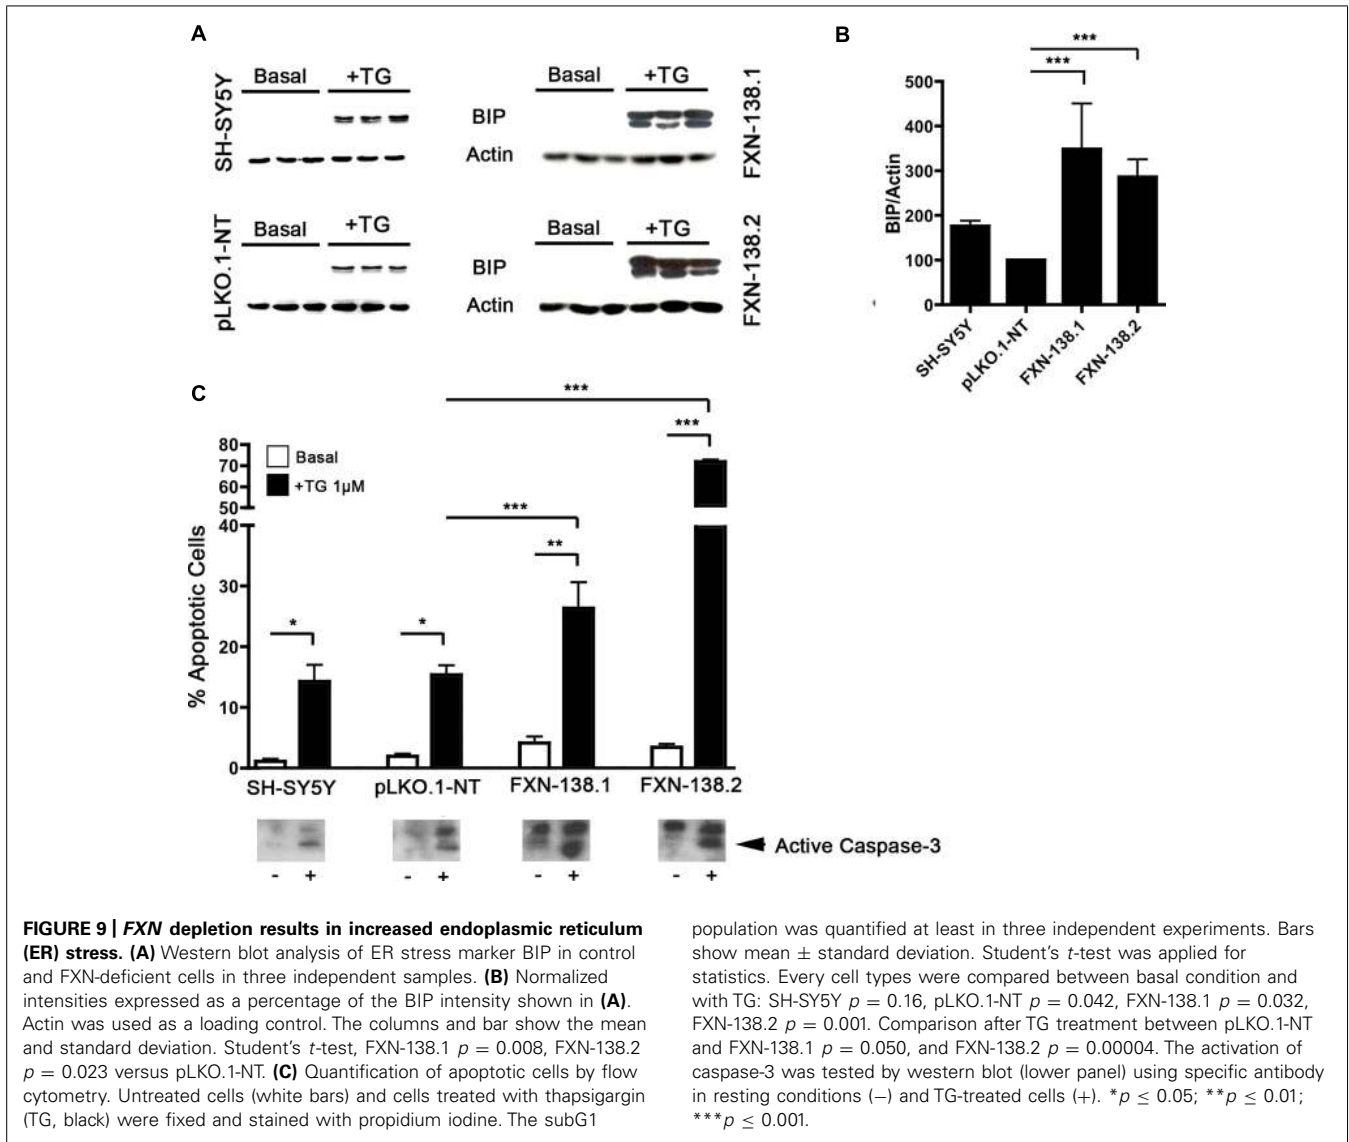 A
SH-SY5Y
Basal
+TG
BIP
Actin
Basal
+TG
FXN-138.1
pLKO.1-NT
Basal
+TG
BIP
Actin
Basal
+TG
FXN-138.2
B
***
***
500
400
300
200
100
0
BIP/Actin
SH-SY5Y
pLKO.1-NT
FXN-138.1
FXN-138.2
C
***
***
80
70
60
50
Basal
+TG 1µM
***
**
*
*
40
30
20
10
0
% Apoptotic Cells
SH-SY5Y
pLKO.1-NT
FXN-138.1
FXN-138.2
Active Caspase-3
- + - + - + - +
FIGURE 9 | FXN depletion results in increased endoplasmic reticulum
(ER) stress. (A) Western blot analysis of ER stress marker BIP in control
and FXN-deficient cells in three independent samples. (B) Normalized
intensities expressed as a percentage of the BIP intensity shown in (A).
Actin was used as a loading control. The columns and bar show the mean
and standard deviation. Student's t-test, FXN-138.1 p = 0.008, FXN-138.2
p = 0.023 versus pLKO.1-NT. (C) Quantification of apoptotic cells by flow
cytometry. Untreated cells (white bars) and cells treated with thapsigargin
(TG, black) were fixed and stained with propidium iodine. The subG1
population was quantified at least in three independent experiments. Bars
show mean ± standard deviation. Student's t-test was applied for
statistics. Every cell types were compared between basal condition and
with TG: SH-SY5Y p = 0.16, pLKO.1-NT p = 0.042, FXN-138.1 p = 0.032,
FXN-138.2 p = 0.001. Comparison after TG treatment between pLKO.1-NT
and FXN-138.1 p = 0.050, and FXN-138.2 p = 0.00004. The activation of
caspase-3 was tested by western blot (lower panel) using specific antibody
in resting conditions (−) and TG-treated cells (+). *p ≤ 0.05; **p ≤ 0.01;
***p ≤ 0.001.